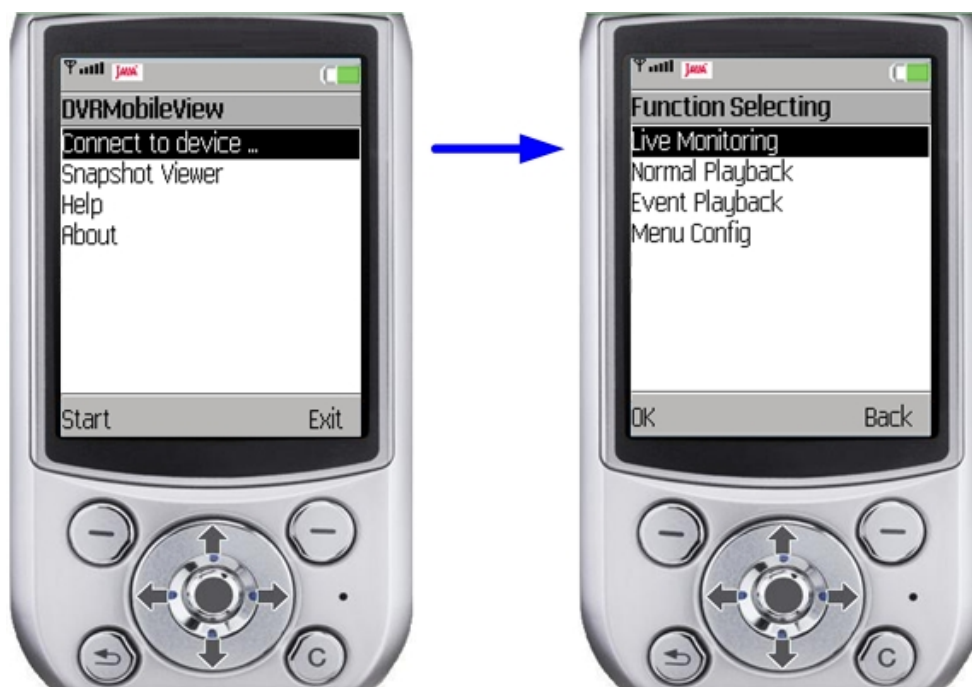 JAVA
DVRMobileView
Connect to device ...
Snapshot Viewer
Help
About
Start Exit
C
JAVA
Function Selecting
Live Monitoring
Normal Playback
Event Playback
Menu Config
OK Back
C